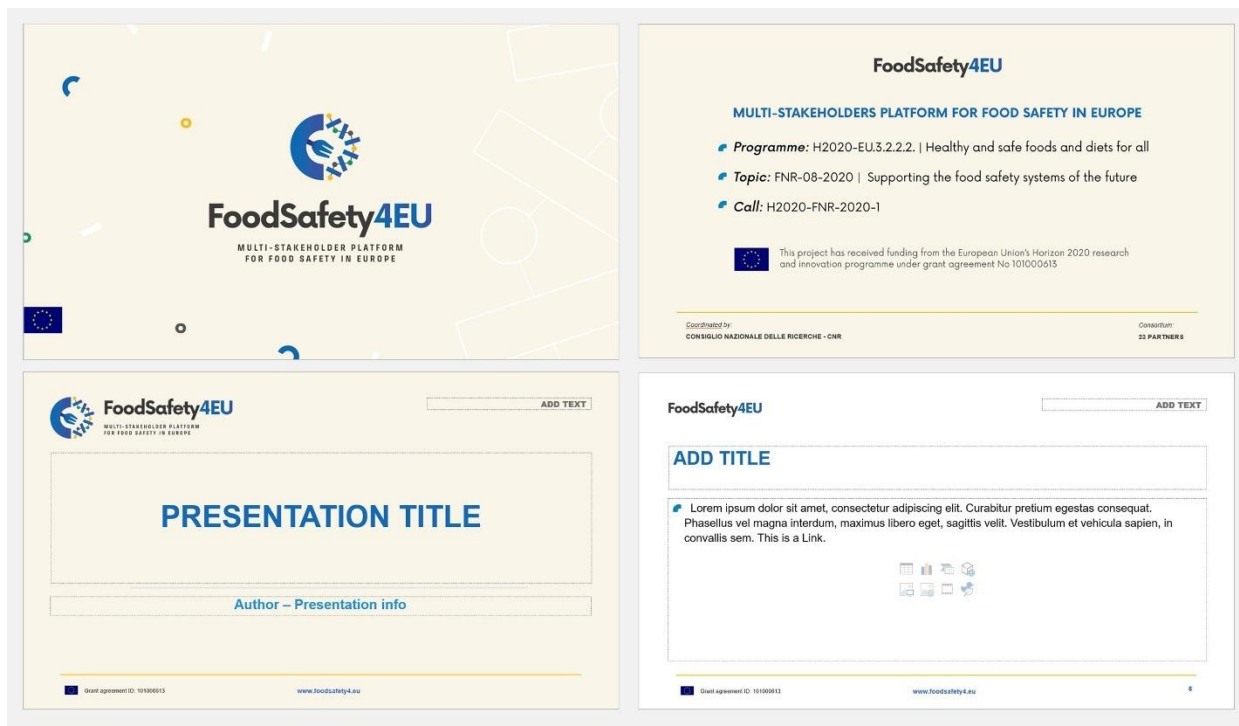 FoodSafety4EU
MULTI-STAKEHOLDER PLATFORM
FOR FOOD SAFETY IN EUROPE
FoodSafety4EU
MULTI-STAKEHOLDERS PLATFORM FOR FOOD SAFETY IN EUROPE
Programme: H2020-EU.3.2.2.2. | Healthy and safe foods and diets for all
Topic: FNR-08-2020 | Supporting the food safety systems of the future
Call: H2020-FNR-2020-1
This project has received funding from the European Union's Horizon 2020 research
and innovation programme under grant agreement No 101000613
Coordinated by:
CONSIGLIO NAZIONALE DELLE RICERCHE - CNR
Consortium:
23 PARTNERS
FoodSafety4EU
MULTI-STAKEHOLDER PLATFORM
FOR FOOD SAFETY IN EUROPE
ADD TEXT
PRESENTATION TITLE
Author – Presentation info
Grant agreement ID: 101000613
www.foodsafety4.eu
FoodSafety4EU
ADD TEXT
ADD TITLE
Lorem ipsum dolor sit amet, consectetur adipiscing elit. Curabitur pretium egestas consequat.
Phasellus vel magna interdum, maximus libero eget, sagittis velit. Vestibulum et vehicula sapien, in
convallis sem. This is a Link.
Grant agreement ID: 101000613
www.foodsafety4.eu